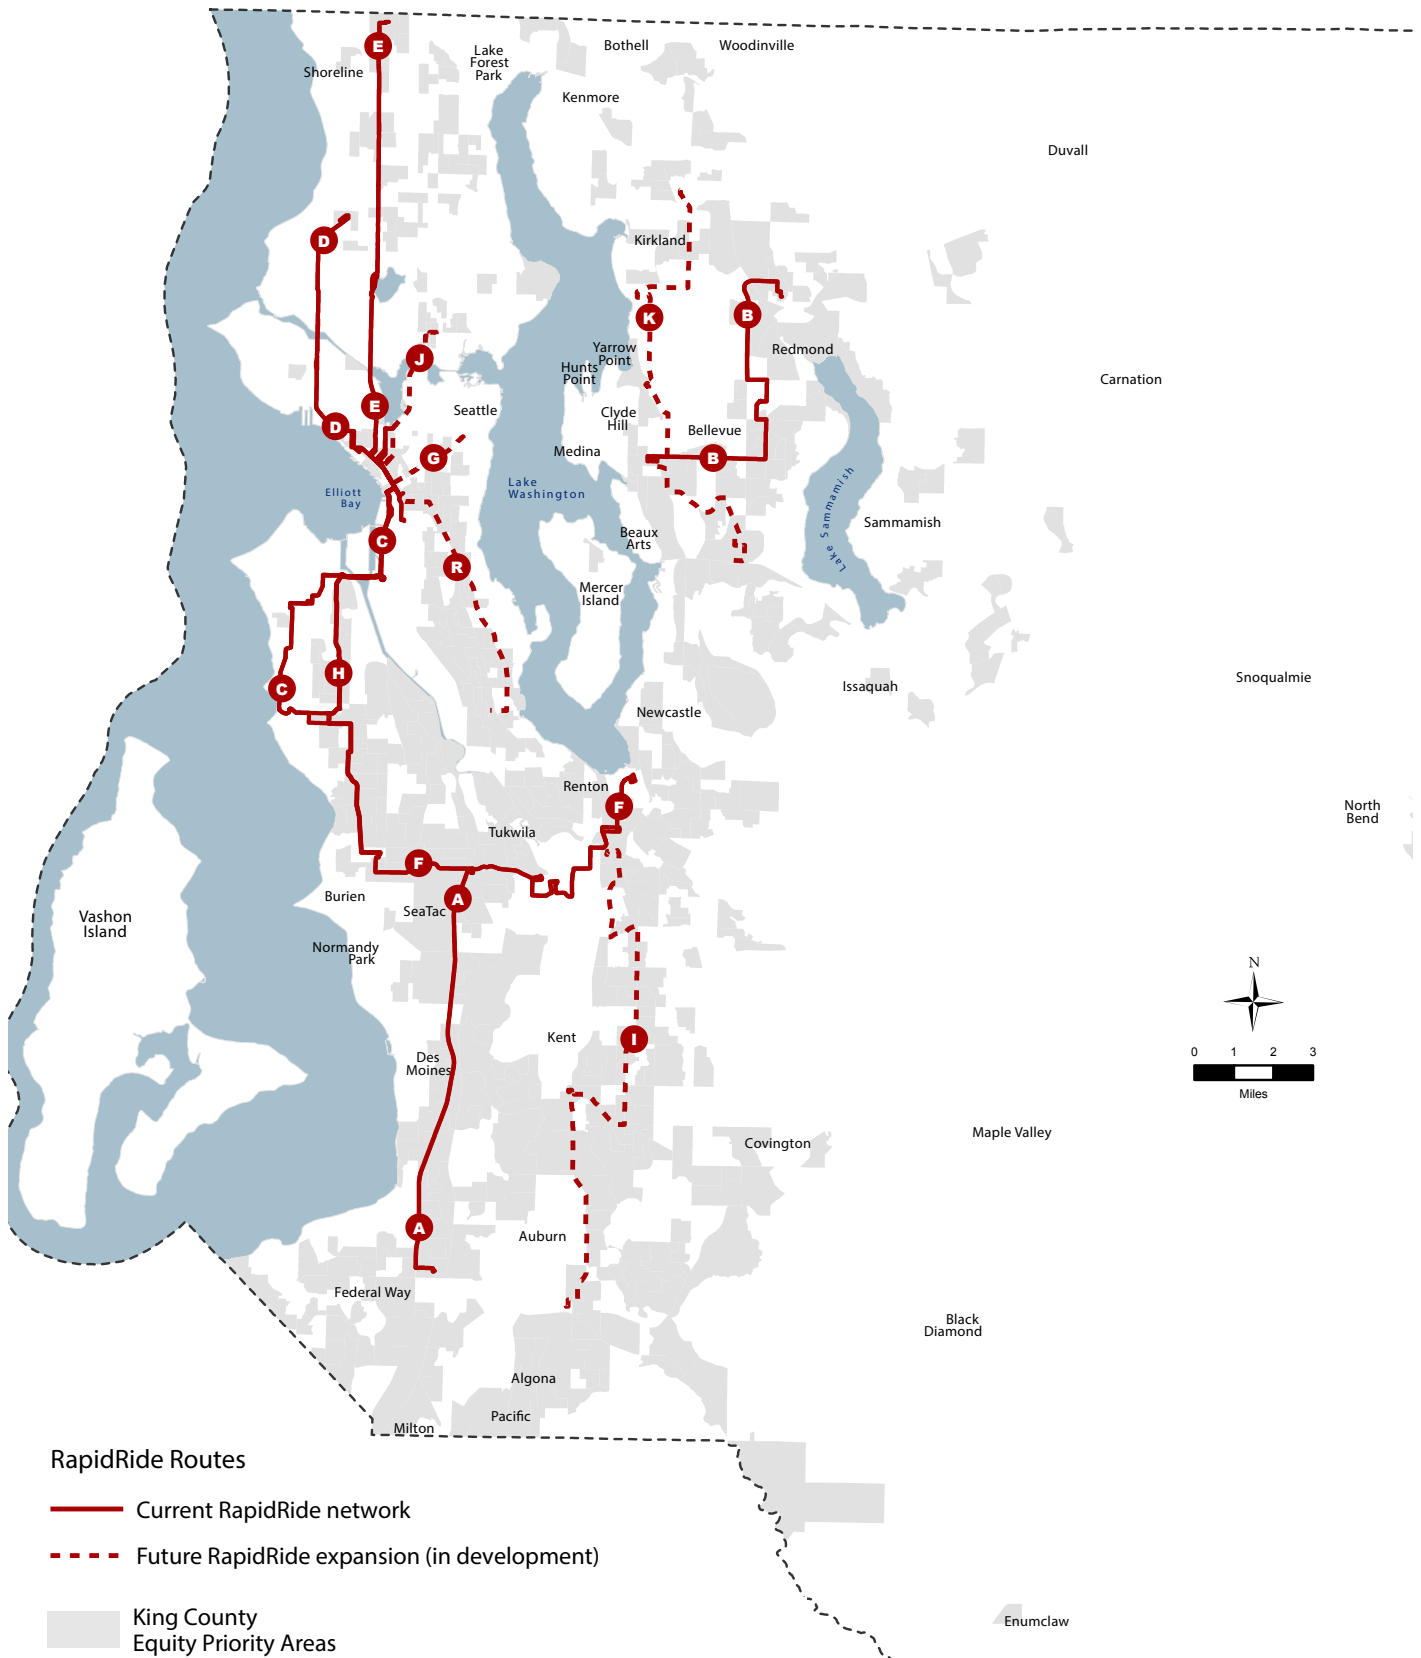 E
Shoreline
Lake
Forest
Park
Bothell
Woodinville
Kenmore
Duvall
D
Kirkland
K
B
J
Yarrow
Point
Hunts
Point
Redmond
Carnation
E
Seattle
Clyde
Hill
D
Bellevue
G
Medina
B
Elliott
Bay
Lake
Washington
Lake Sammamish
Sammamish
C
Beaux
Arts
R
Mercer
Island
H
C
Issaquah
Snoqualmie
Newcastle
Renton
F
North
Bend
Tukwila
F
Burien
A
SeaTac
Vashon
Island
Normandy
Park
N
Kent
I
Des
Moines
0 1 2 3
Miles
Covington
Maple Valley
A
Auburn
Federal Way
Black
Diamond
Algona
Pacific
Milton
RapidRide Routes
Current RapidRide network
Future RapidRide expansion (in development)
King County
Equity Priority Areas
Enumclaw